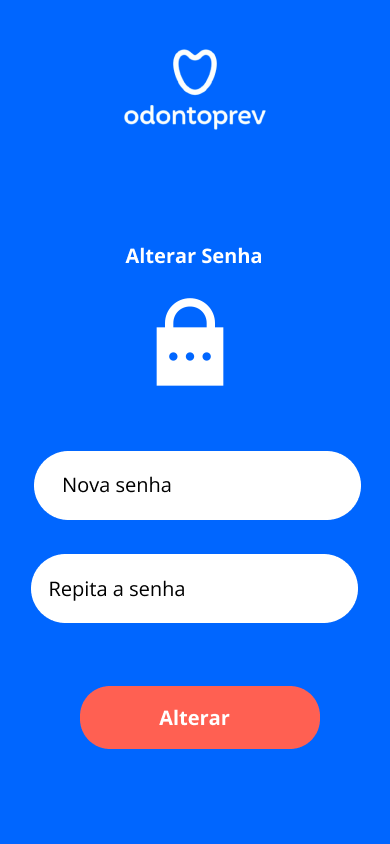 odontoprev
Alterar Senha
Nova senha
Repita a senha
Alterar